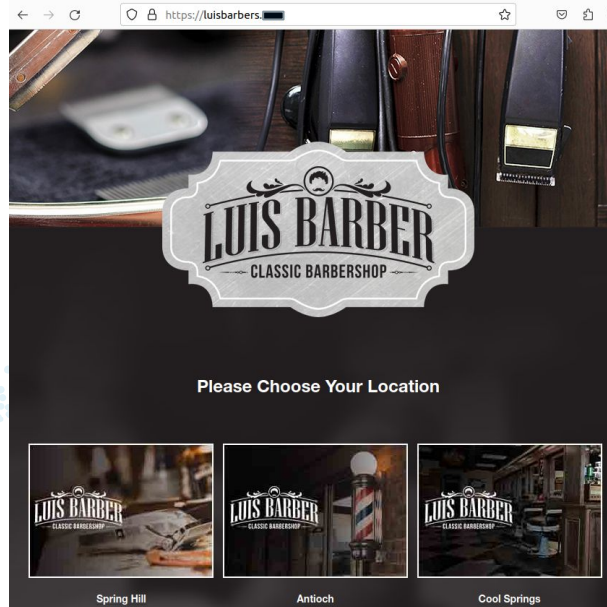 https://luisbarbers.
LUIS BARBER
CLASSIC BARBERSHOP
Please Choose Your Location
LUIS BARBER
CLASSIC BARBERSHOP
LUIS BARBER
CLASSIC BARBERSHOP
LUIS BARBER
CLASSIC BARBERSHOP
Spring Hill
Antioch
Cool Springs